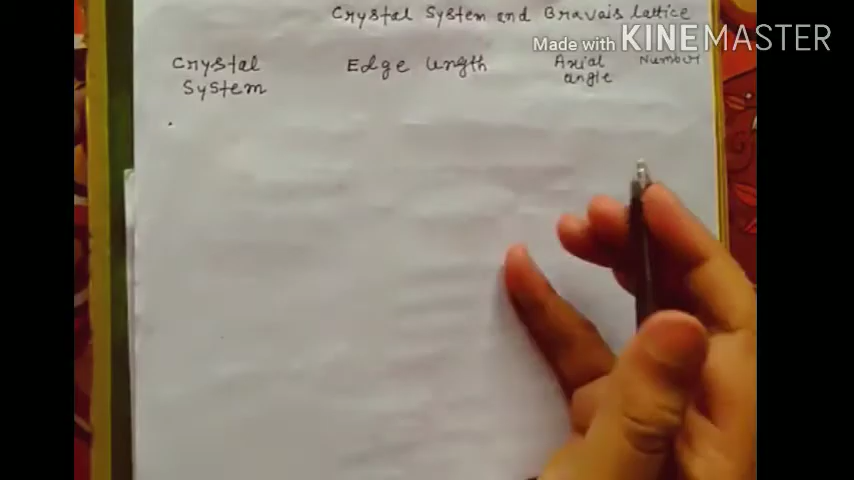 Crystal System and Bravais lattice
Made with KINEMASTER
Crystal Edge length Axial Number
System angle